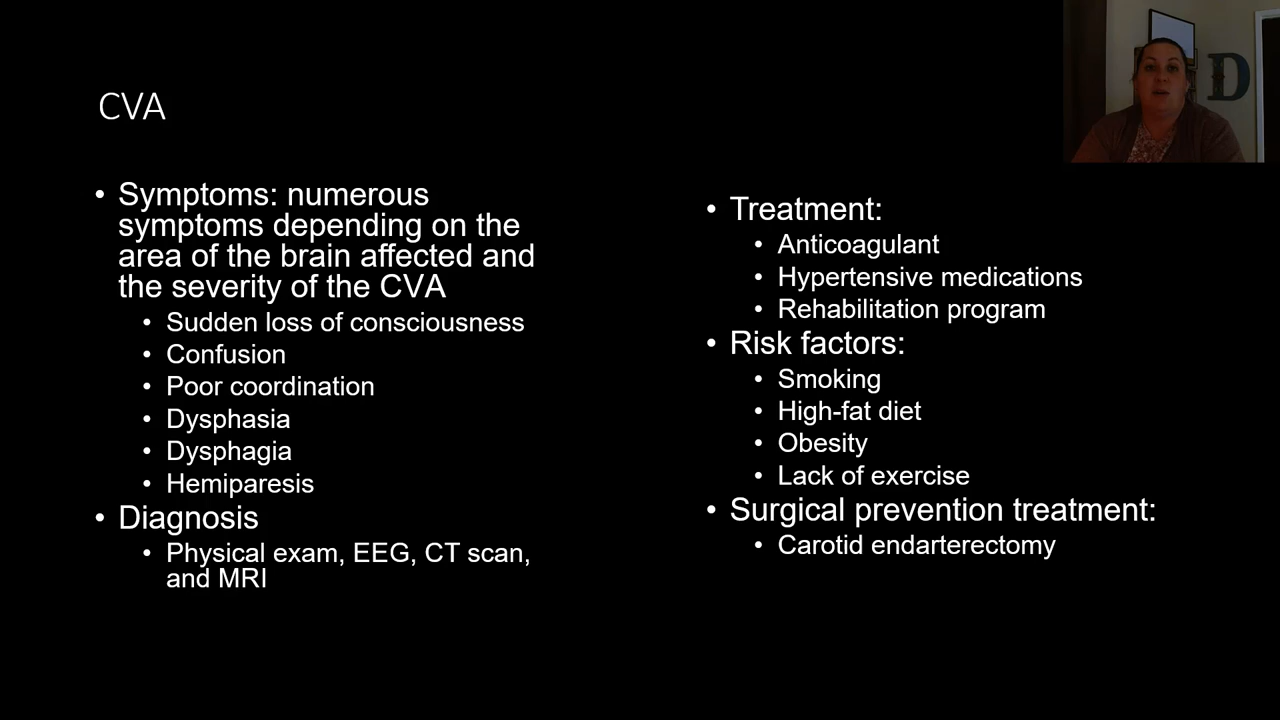 CVA
• Symptoms: numerous
symptoms depending on the
area of the brain affected and
the severity of the CVA
• Sudden loss of consciousness
• Confusion
• Poor coordination
• Dysphasia
• Dysphagia
• Hemiparesis
• Diagnosis
• Physical exam, EEG, CT scan,
and MRI
• Treatment:
• Anticoagulant
• Hypertensive medications
• Rehabilitation program
• Risk factors:
• Smoking
• High-fat diet
• Obesity
• Lack of exercise
• Surgical prevention treatment:
• Carotid endarterectomy
D